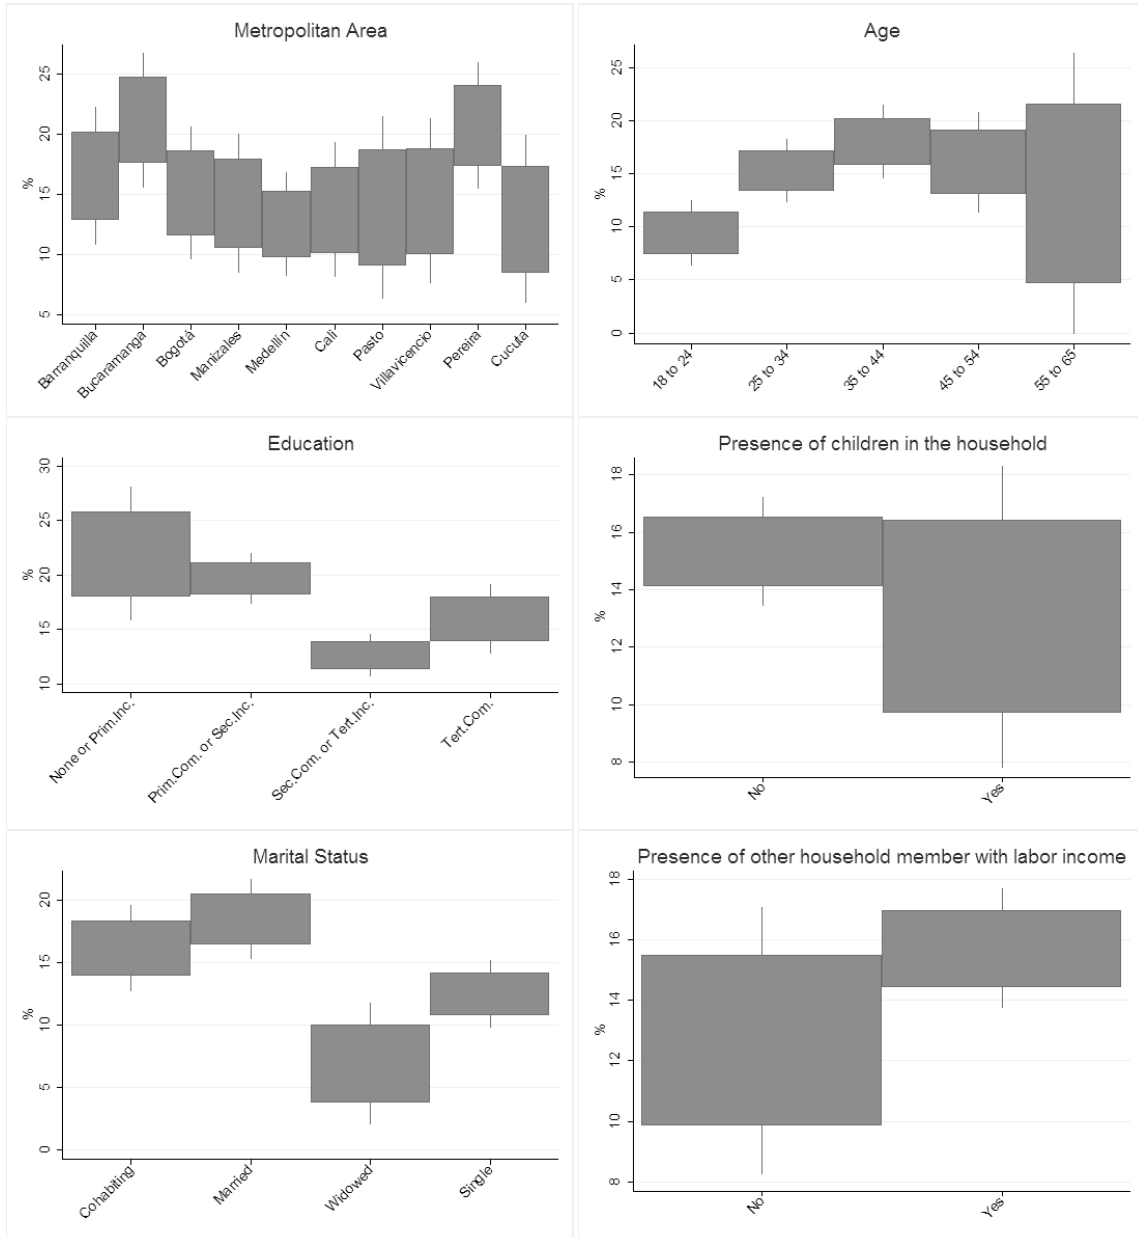 Metropolitan Area
%
25
20
15
10
5
Barranquilla
Bucaramanga
Bogotá
Manizales
Medellín
Cali
Pasto
Villavicencio
Pereira
Cucuta
Age
%
25
20
15
10
5
0
18 to 24
25 to 34
35 to 44
45 to 54
55 to 65
Education
%
30
25
20
15
10
None or Prim.Inc.
Prim.Com. or Sec.Inc.
Sec.Com. or Tert.Inc.
Tert.Com.
Presence of children in the household
%
18
16
14
12
10
8
No
Yes
Marital Status
%
20
15
10
5
0
Cohabiting
Married
Widowed
Single
Presence of other household member with labor income
%
18
16
14
12
10
8
No
Yes